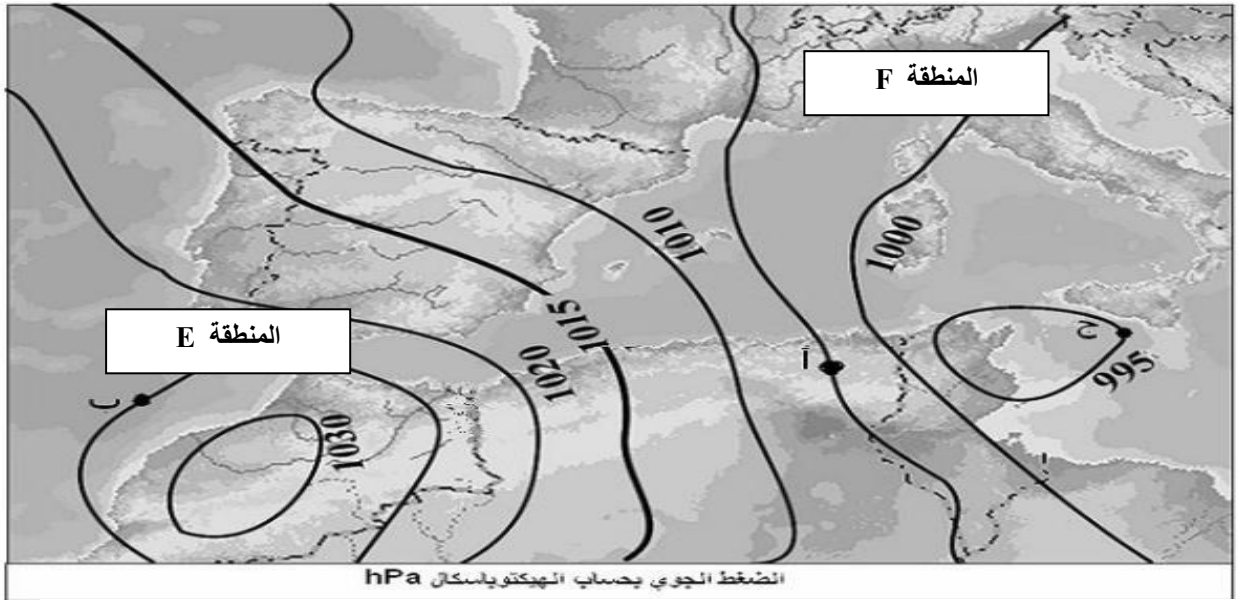 المنطقة F
1010
1000
المنطقة E
1015
1020
أ
ج
995
ب
1030
الضغط الجوي بحساب الهيكتوباسكال hPa